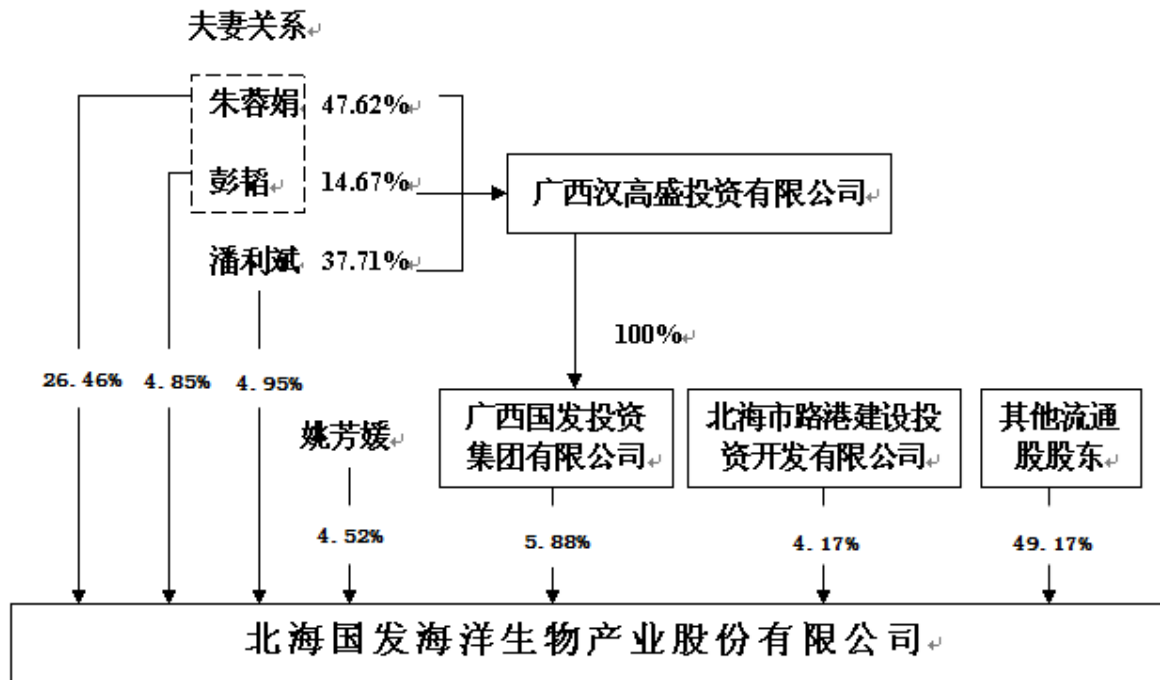 夫妻关系
朱蓉娟 47.62%
彭韬 14.67%
广西汉高盛投资有限公司
潘利斌 37.71%
100%
26.46% 4.85% 4.95%
姚芳媛
广西国发投资
集团有限公司
北海市路港建设投
资开发有限公司
其他流通
股股东
4.52% 5.88% 4.17% 49.17%
北海国发海洋生物产业股份有限公司